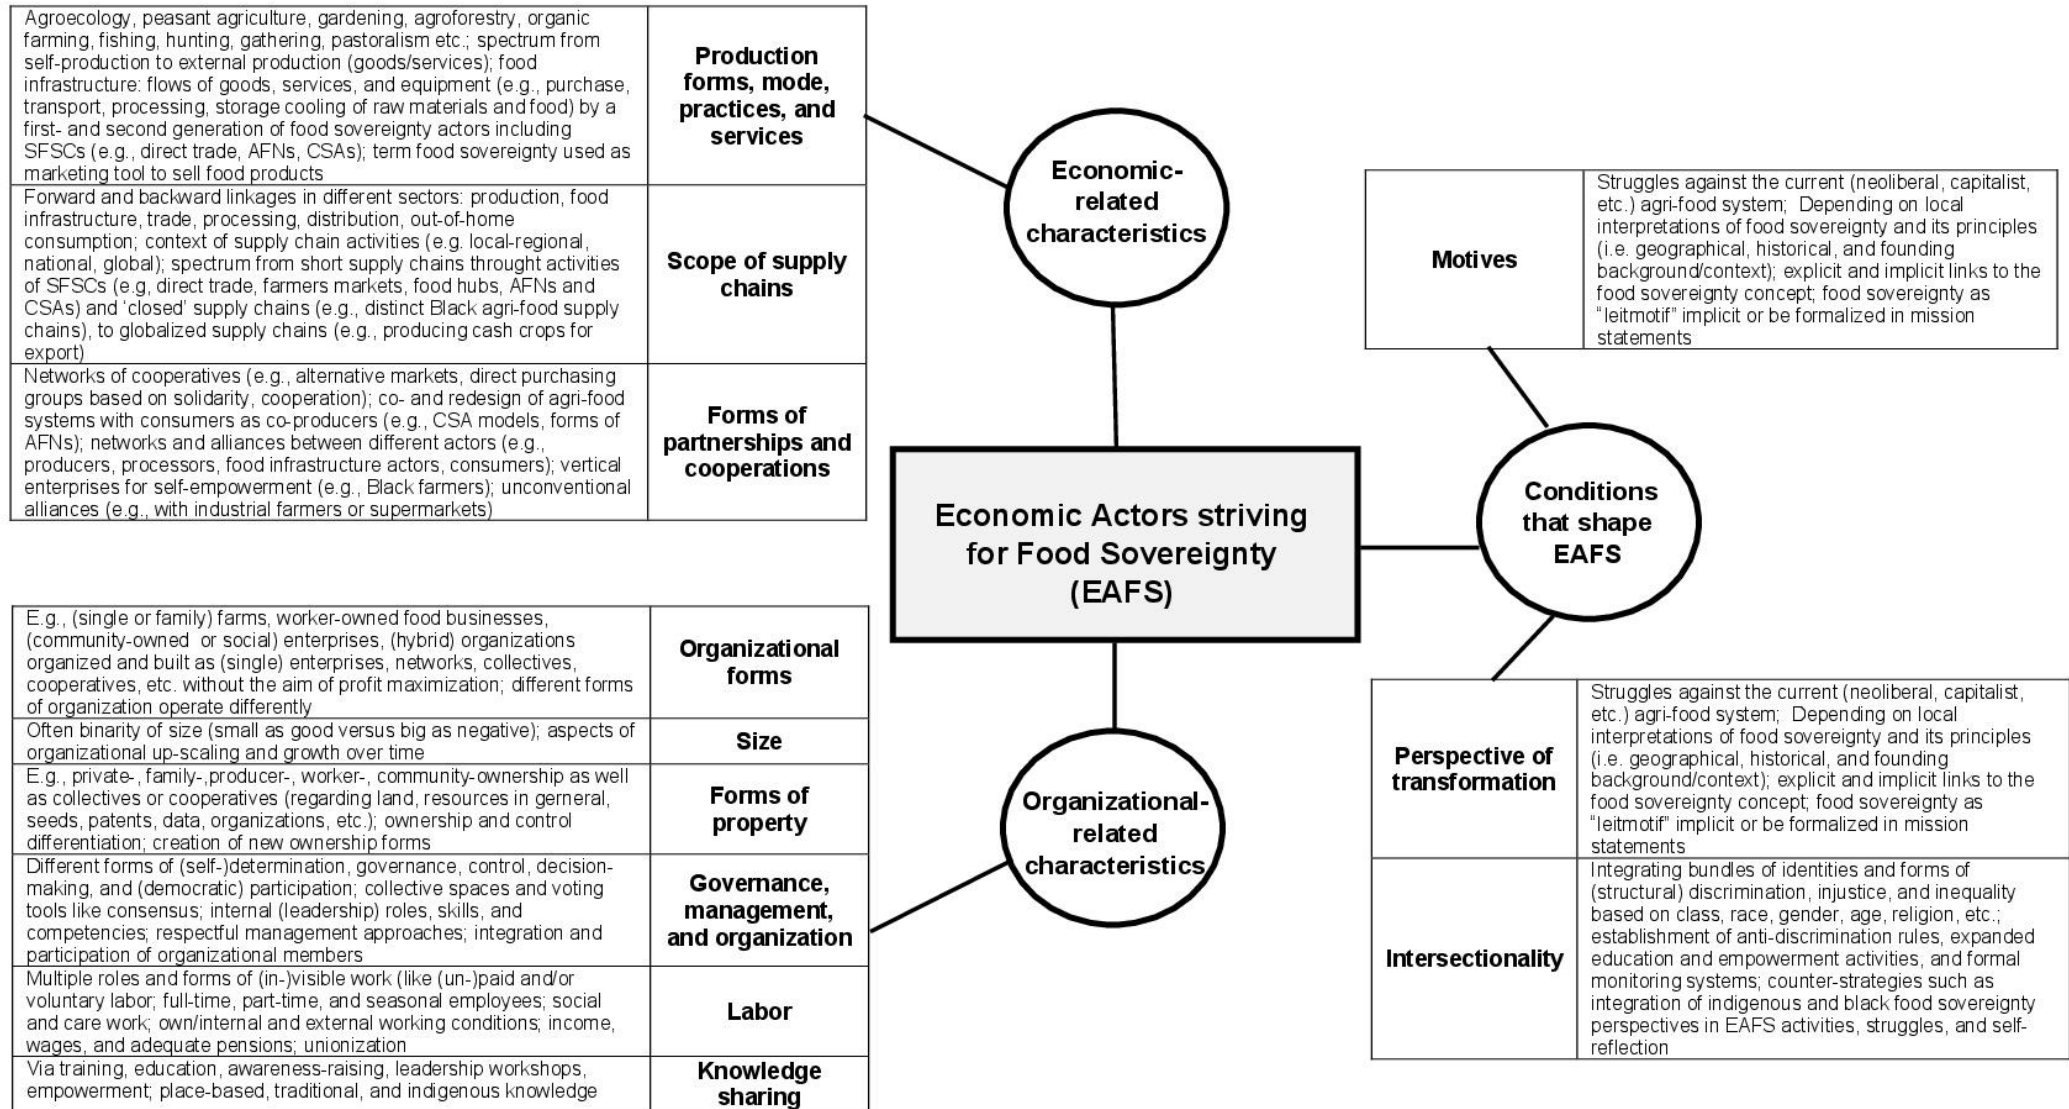 Agroecology, peasant agriculture, gardening, agroforestry, organic
farming, fishing, hunting, gathering, pastoralism etc.; spectrum from
self-production to external production (goods/services); food
infrastructure: flows of goods, services, and equipment (e.g., purchase,
transport, processing, storage cooling of raw materials and food) by a
first- and second generation of food sovereignty actors including
SFSCs (e.g., direct trade, AFNs, CSAs); term food sovereignty used as
marketing tool to sell food products
Production
forms, mode,
practices, and
services
Forward and backward linkages in different sectors: production, food
infrastructure, trade, processing, distribution, out-of-home
consumption; context of supply chain activities (e.g. local-regional,
national, global); spectrum from short supply chains throught activities
of SFSCs (e.g, direct trade, farmers markets, food hubs, AFNs and
CSAs) and ‘closed’ supply chains (e.g., distinct Black agri-food supply
chains), to globalized supply chains (e.g., producing cash crops for
export)
Scope of supply
chains
Networks of cooperatives (e.g., alternative markets, direct purchasing
groups based on solidarity, cooperation); co- and redesign of agri-food
systems with consumers as co-producers (e.g., CSA models, forms of
AFNs); networks and alliances between different actors (e.g.,
producers, processors, food infrastructure actors, consumers); vertical
enterprises for self-empowerment (e.g., Black farmers); unconventional
alliances (e.g., with industrial farmers or supermarkets)
Forms of
partnerships and
cooperations
Economic-
related
characteristics
Motives
Struggles against the current (neoliberal, capitalist,
etc.) agri-food system;  Depending on local
interpretations of food sovereignty and its principles
(i.e. geographical, historical, and founding
background/context); explicit and implicit links to the
food sovereignty concept; food sovereignty as
“leitmotif” implicit or be formalized in mission
statements
Economic Actors striving
for Food Sovereignty
(EAFS)
Conditions
that shape
EAFS
E.g., (single or family) farms, worker-owned food businesses,
(community-owned  or social) enterprises, (hybrid) organizations
organized and built as (single) enterprises, networks, collectives,
cooperatives, etc. without the aim of profit maximization; different forms
of organization operate differently
Organizational
forms
Often binarity of size (small as good versus big as negative); aspects of
organizational up-scaling and growth over time
Size
E.g., private-, family-,producer-, worker-, community-ownership as well
as collectives or cooperatives (regarding land, resources in gerneral,
seeds, patents, data, organizations, etc.); ownership and control
differentiation; creation of new ownership forms
Forms of
property
Different forms of (self-)determination, governance, control, decision-
making, and (democratic) participation; collective spaces and voting
tools like consensus; internal (leadership) roles, skills, and
competencies; respectful management approaches; integration and
participation of organizational members
Governance,
management,
and organization
Multiple roles and forms of (in-)visible work (like (un-)paid and/or
voluntary labor; full-time, part-time, and seasonal employees; social
and care work; own/internal and external working conditions; income,
wages, and adequate pensions; unionization
Labor
Via training, education, awareness-raising, leadership workshops,
empowerment; place-based, traditional, and indigenous knowledge
Knowledge
sharing
Organizational-
related
characteristics
Perspective of
transformation
Struggles against the current (neoliberal, capitalist,
etc.) agri-food system;  Depending on local
interpretations of food sovereignty and its principles
(i.e. geographical, historical, and founding
background/context); explicit and implicit links to the
food sovereignty concept; food sovereignty as
“leitmotif” implicit or be formalized in mission
statements
Intersectionality
Integrating bundles of identities and forms of
(structural) discrimination, injustice, and inequality
based on class, race, gender, age, religion, etc.;
establishment of anti-discrimination rules, expanded
education and empowerment activities, and formal
monitoring systems; counter-strategies such as
integration of indigenous and black food sovereignty
perspectives in EAFS activities, struggles, and self-
reflection